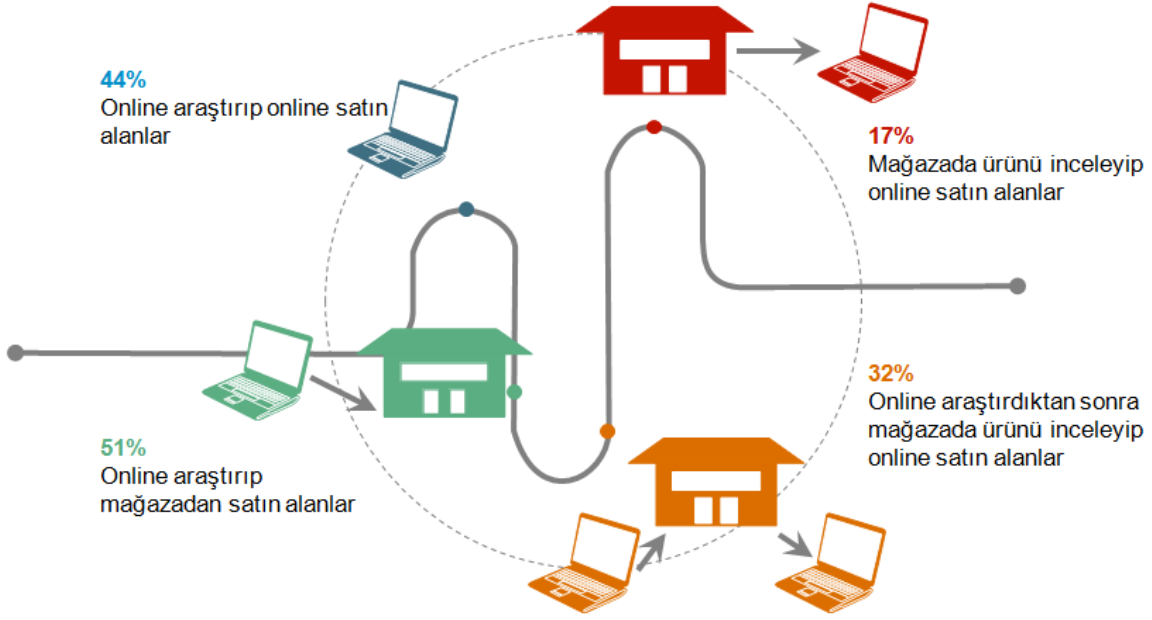 44%
Online araştırıp online satın
alanlar
17%
Mağazada ürünü inceleyip
online satın alanlar
51%
Online araştırıp
mağazadan satın alanlar
32%
Online araştırdıktan sonra
mağazada ürünü inceleyip
online satın alanlar